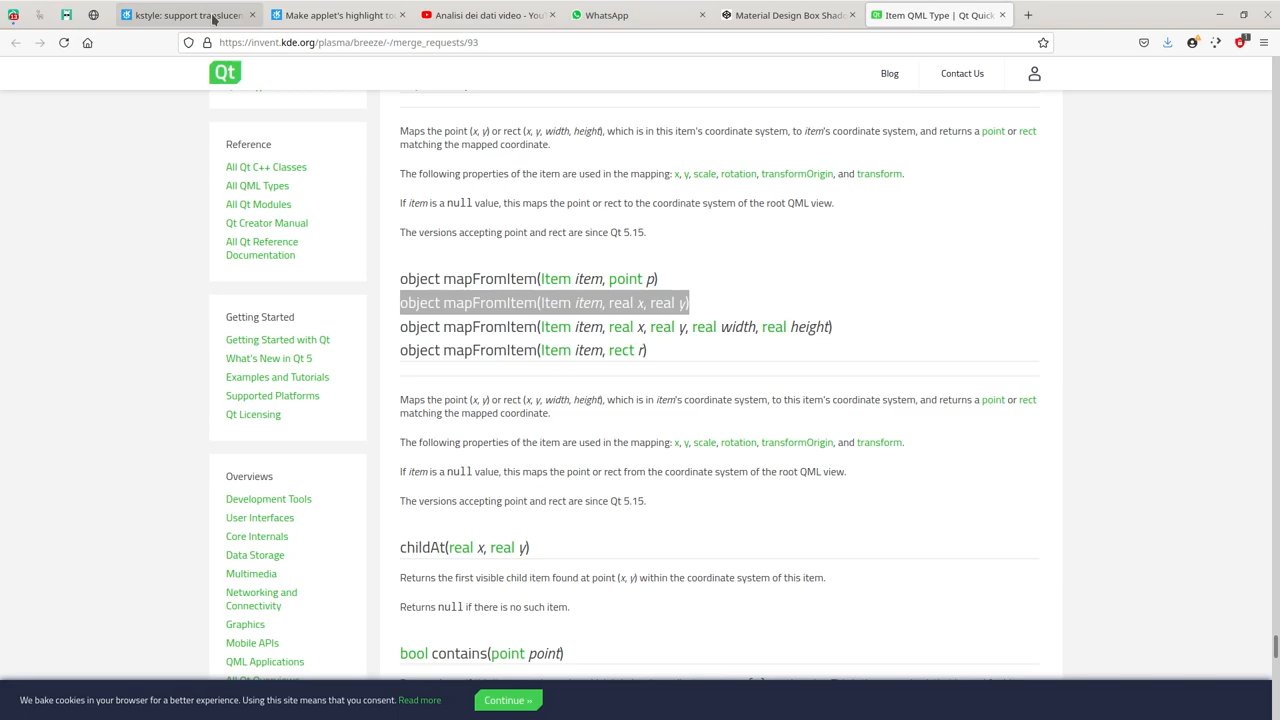 kstyle: support translucen
Make applet's highlight to
Analisi dei dati video - YouT
WhatsApp
Material Design Box Shado
Item QML Type | Qt Quick
https://invent.kde.org/plasma/breeze/-/merge_requests/93
Qt
Blog
Contact Us
Reference
All Qt C++ Classes
All QML Types
All Qt Modules
Qt Creator Manual
All Qt Reference
Documentation
Getting Started
Getting Started with Qt
What's New in Qt 5
Examples and Tutorials
Supported Platforms
Qt Licensing
Overviews
Development Tools
User Interfaces
Core Internals
Data Storage
Multimedia
Networking and
Connectivity
Graphics
Mobile APIs
QML Applications
Maps the point (x, y) or rect (x, y, width, height), which is in this item's coordinate system, to item's coordinate system, and returns a point or rect
matching the mapped coordinate.
The following properties of the item are used in the mapping: x, y, scale, rotation, transformOrigin, and transform.
If item is a null value, this maps the point or rect to the coordinate system of the root QML view.
The versions accepting point and rect are since Qt 5.15.
object mapFromItem(Item item, point p)
object mapFromItem(Item item, real x, real y)
object mapFromItem(Item item, real x, real y, real width, real height)
object mapFromItem(Item item, rect r)
Maps the point (x, y) or rect (x, y, width, height), which is in item's coordinate system, to this item's coordinate system, and returns a point or rect
matching the mapped coordinate.
The following properties of the item are used in the mapping: x, y, scale, rotation, transformOrigin, and transform.
If item is a null value, this maps the point or rect from the coordinate system of the root QML view.
The versions accepting point and rect are since Qt 5.15.
childAt(real x, real y)
Returns the first visible child item found at point (x, y) within the coordinate system of this item.
Returns null if there is no such item.
bool contains(point point)
We bake cookies in your browser for a better experience. Using this site means that you consent. Read more
Continue »